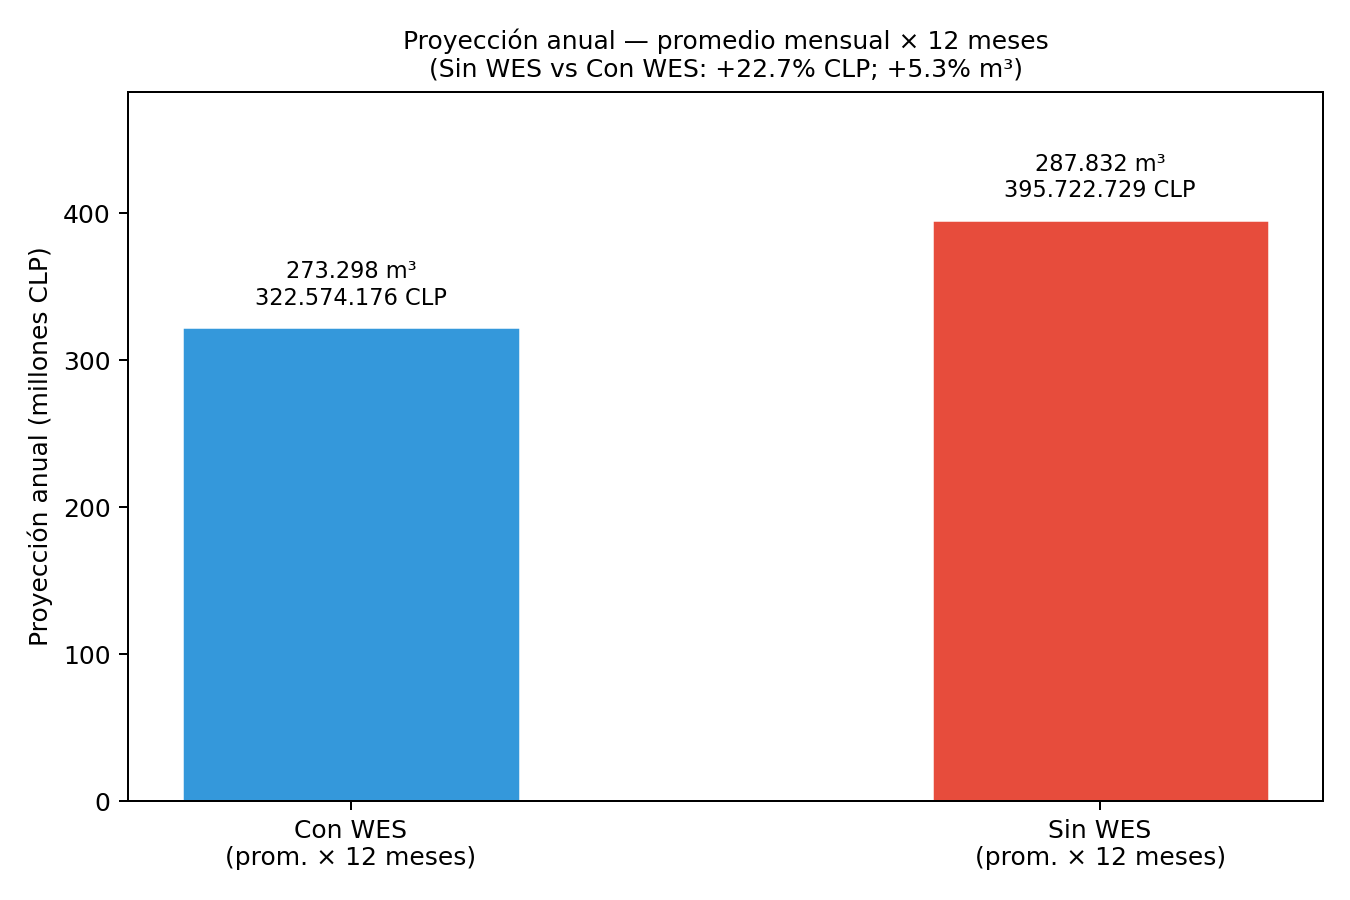 Proyección anual — promedio mensual × 12 meses
(Sin WES vs Con WES: +22.7% CLP; +5.3% m³)
Proyección anual (millones CLP)
400
300
200
100
0
273.298 m³
322.574.176 CLP
287.832 m³
395.722.729 CLP
Con WES
(prom. × 12 meses)
Sin WES
(prom. × 12 meses)